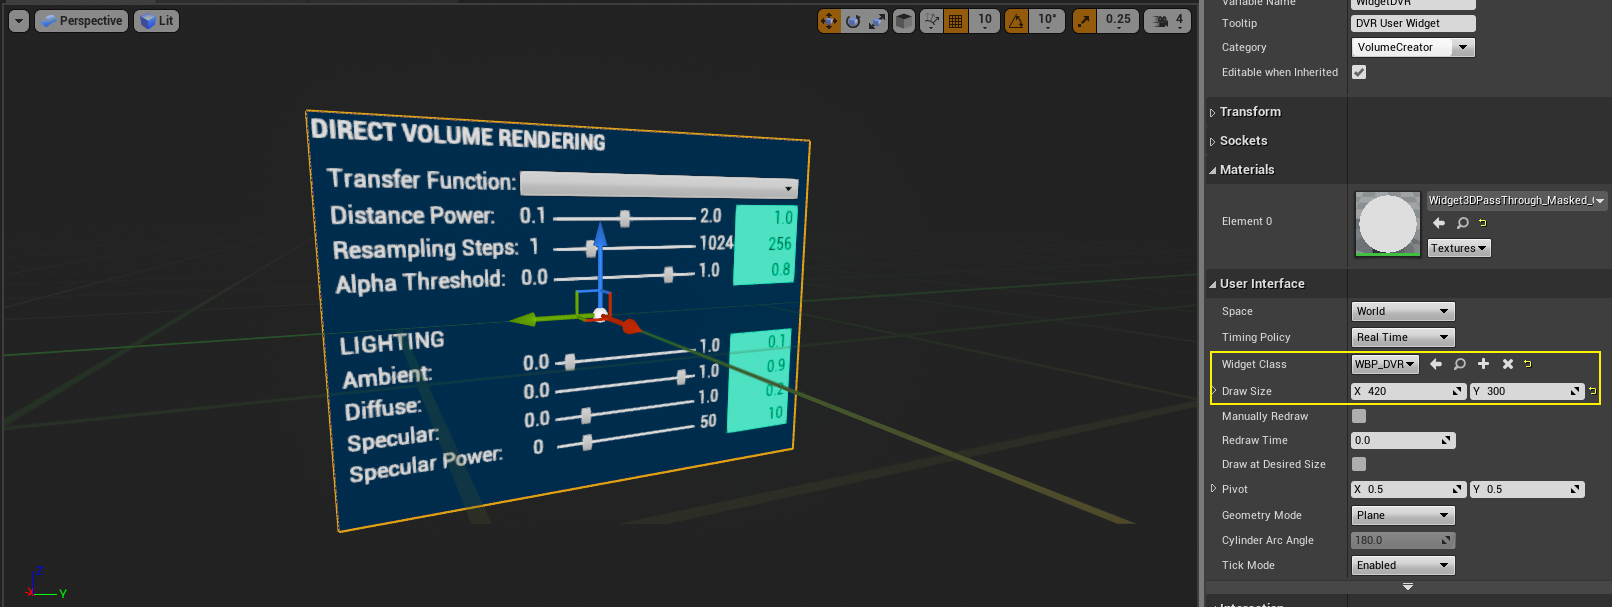 Perspective
Lit
10
10°
0.25
4
DIRECT VOLUME RENDERING
Transfer Function:
Distance Power: 0.1 2.0 1.0
Resampling Steps: 1 1024 256
Alpha Threshold: 0.0 1.0 0.8
LIGHTING
Ambient: 0.0 1.0 0.1
Diffuse: 0.0 1.0 0.9
Specular: 0.0 1.0 0.2
Specular Power: 0 50 10
Z
X Y
Variable Name WidgetDVR
Tooltip DVR User Widget
Category VolumeCreator
Editable when Inherited
Transform
Sockets
Materials
Element 0 Widget3DPassThrough_Masked_
Textures
User Interface
Space World
Timing Policy Real Time
Widget Class WBP_DVR
Draw Size X 420 Y 300
Manually Redraw
Redraw Time 0.0
Draw at Desired Size
Pivot X 0.5 Y 0.5
Geometry Mode Plane
Cylinder Arc Angle 180.0
Tick Mode Enabled
Interaction